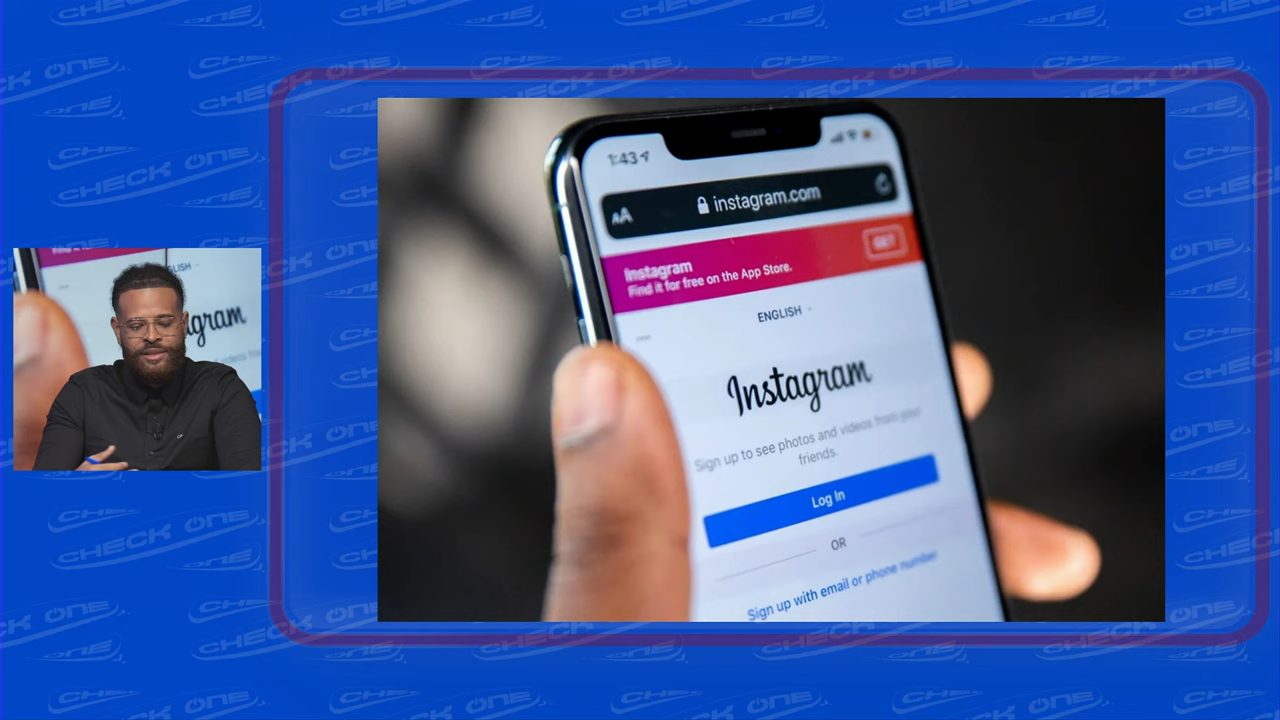 CHECK ONE
1:43
AA instagram.com
Instagram
Find it for free on the App Store.
GET
ENGLISH
Instagram
Sign up to see photos and videos from your
friends.
Log In
OR
Sign up with email or phone number
LISH
gram